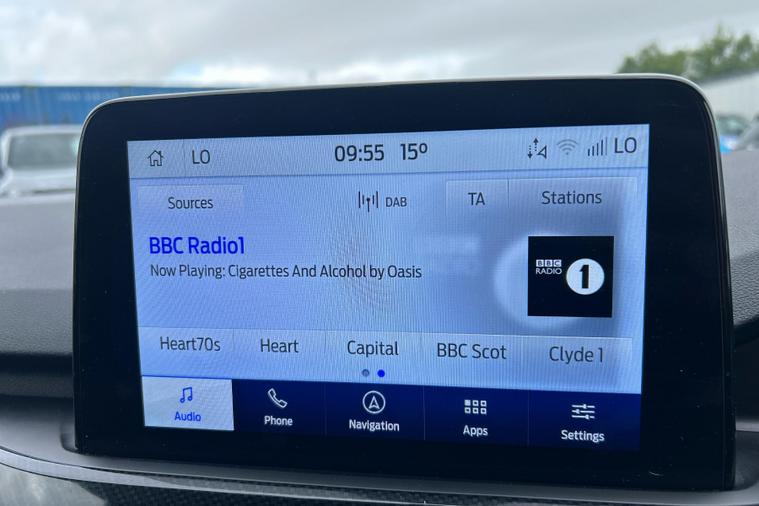 LO 09:55 15º LO
Sources DAB TA Stations
BBC Radio1
Now Playing: Cigarettes And Alcohol by Oasis
BBC
RADIO 1
Heart70s Heart Capital BBC Scot Clyde 1
Audio Phone Navigation Apps Settings